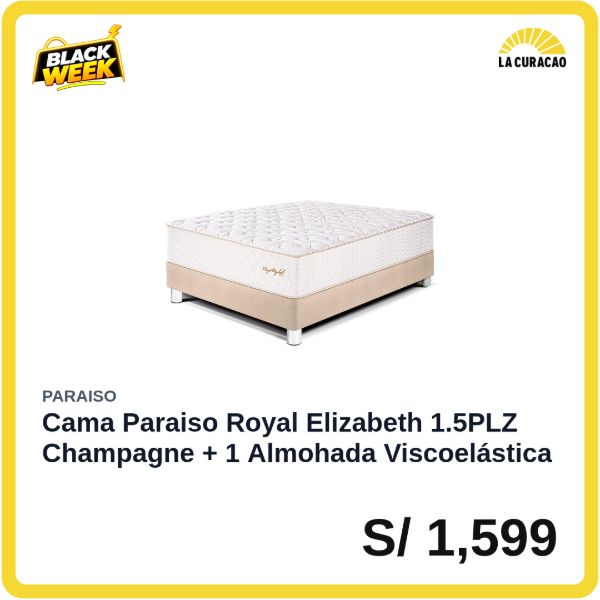 BLACK
WEEK
LA CURACAO
PARAISO
Cama Paraiso Royal Elizabeth 1.5PLZ
Champagne + 1 Almohada Viscoelástica
S/ 1,599